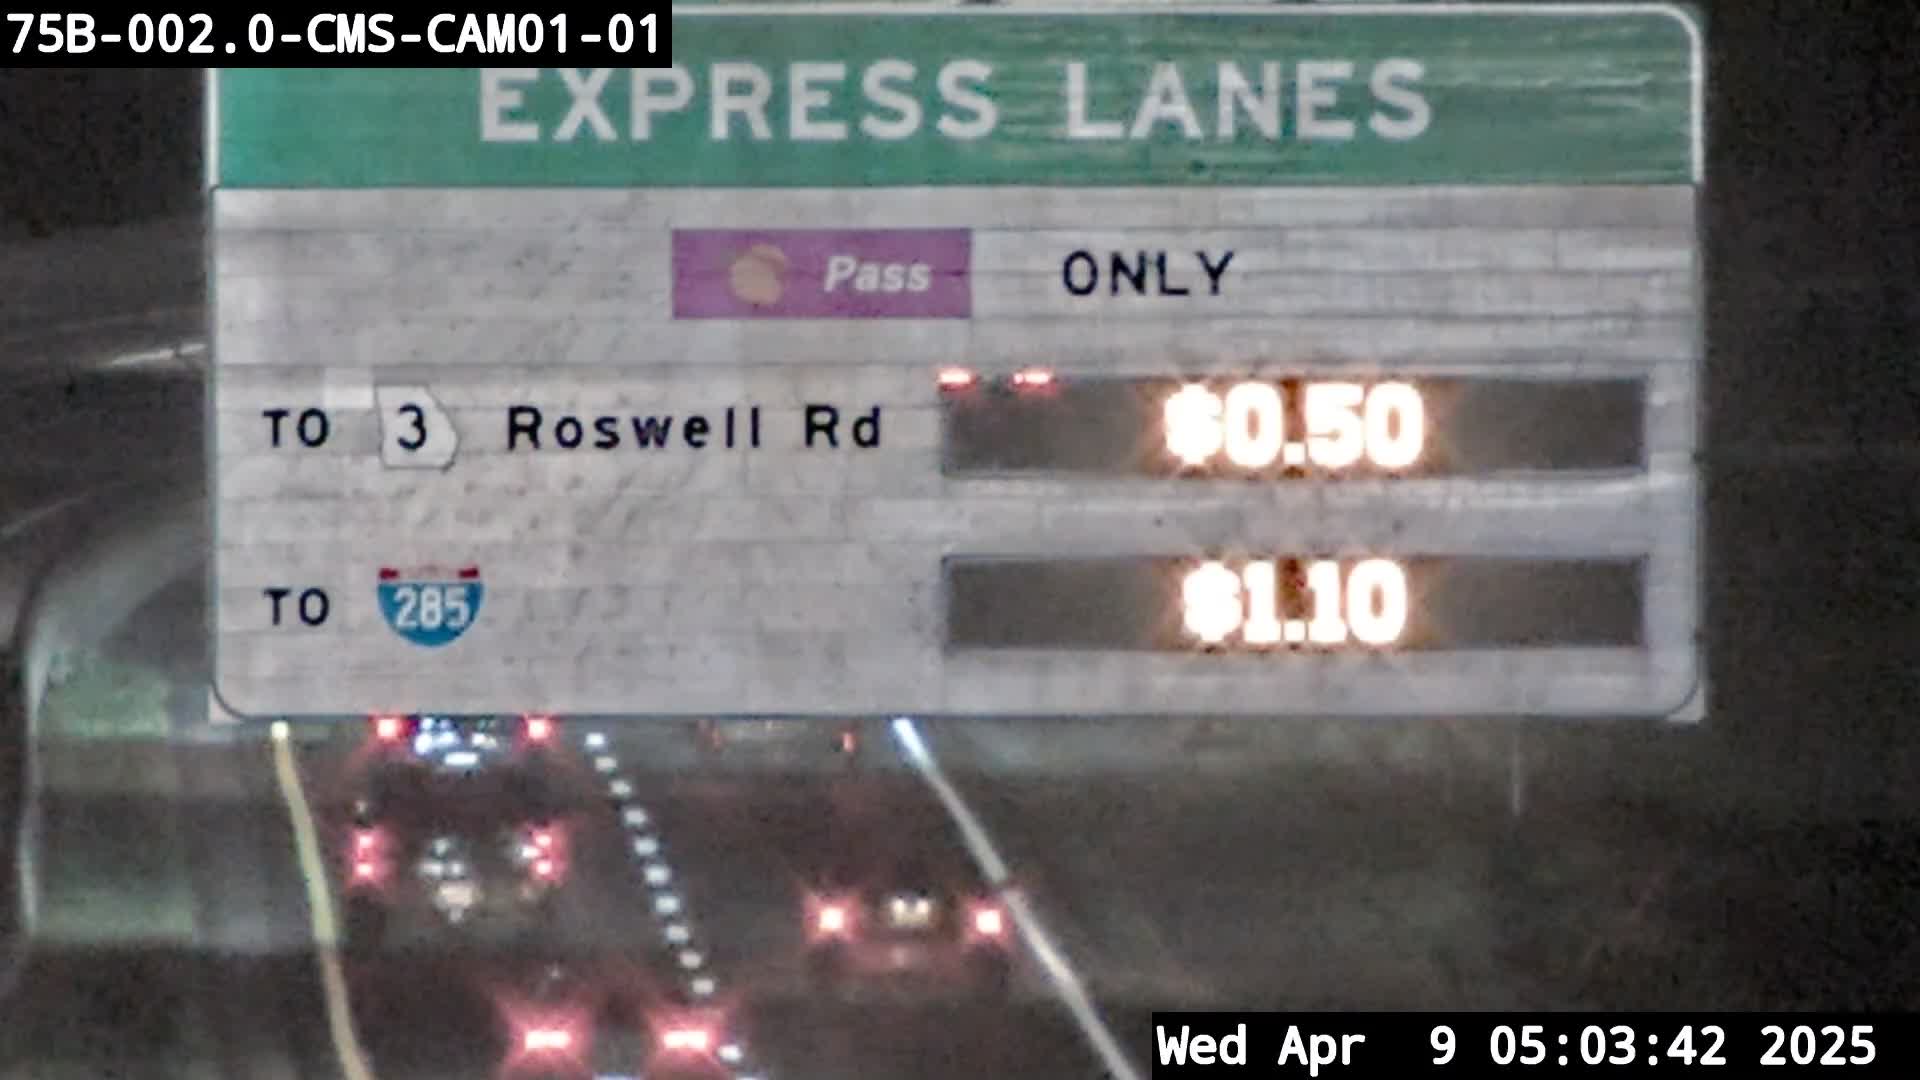 75B-002.0-CMS-CAM01-01
EXPRESS LANES
Pass ONLY
TO 3 Roswell Rd $0.50
TO 285 $1.10
Wed Apr 9 05:03:42 2025